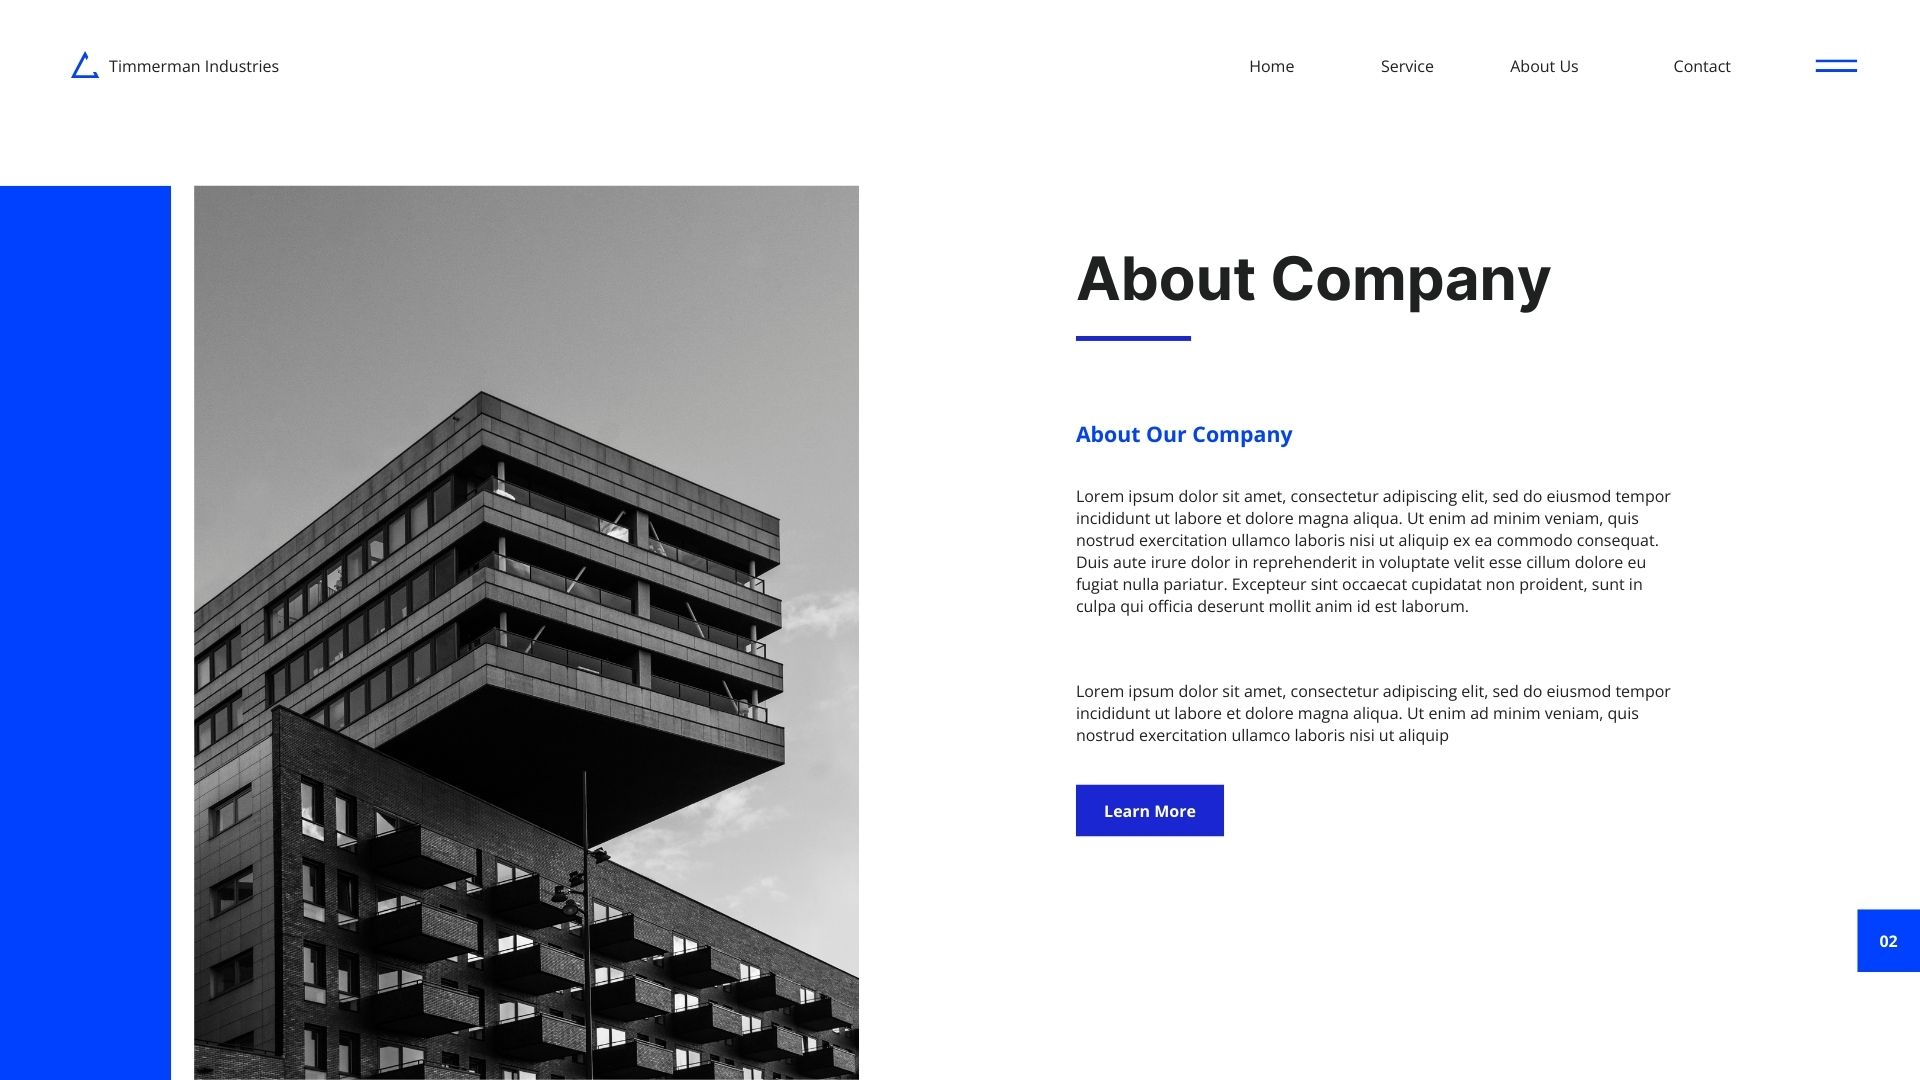 Timmerman Industries
Home
Service
About Us
Contact
About Company
About Our Company
Lorem ipsum dolor sit amet, consectetur adipiscing elit, sed do eiusmod tempor
incididunt ut labore et dolore magna aliqua. Ut enim ad minim veniam, quis
nostrud exercitation ullamco laboris nisi ut aliquip ex ea commodo consequat.
Duis aute irure dolor in reprehenderit in voluptate velit esse cillum dolore eu
fugiat nulla pariatur. Excepteur sint occaecat cupidatat non proident, sunt in
culpa qui officia deserunt mollit anim id est laborum.
Lorem ipsum dolor sit amet, consectetur adipiscing elit, sed do eiusmod tempor
incididunt ut labore et dolore magna aliqua. Ut enim ad minim veniam, quis
nostrud exercitation ullamco laboris nisi ut aliquip
Learn More
02